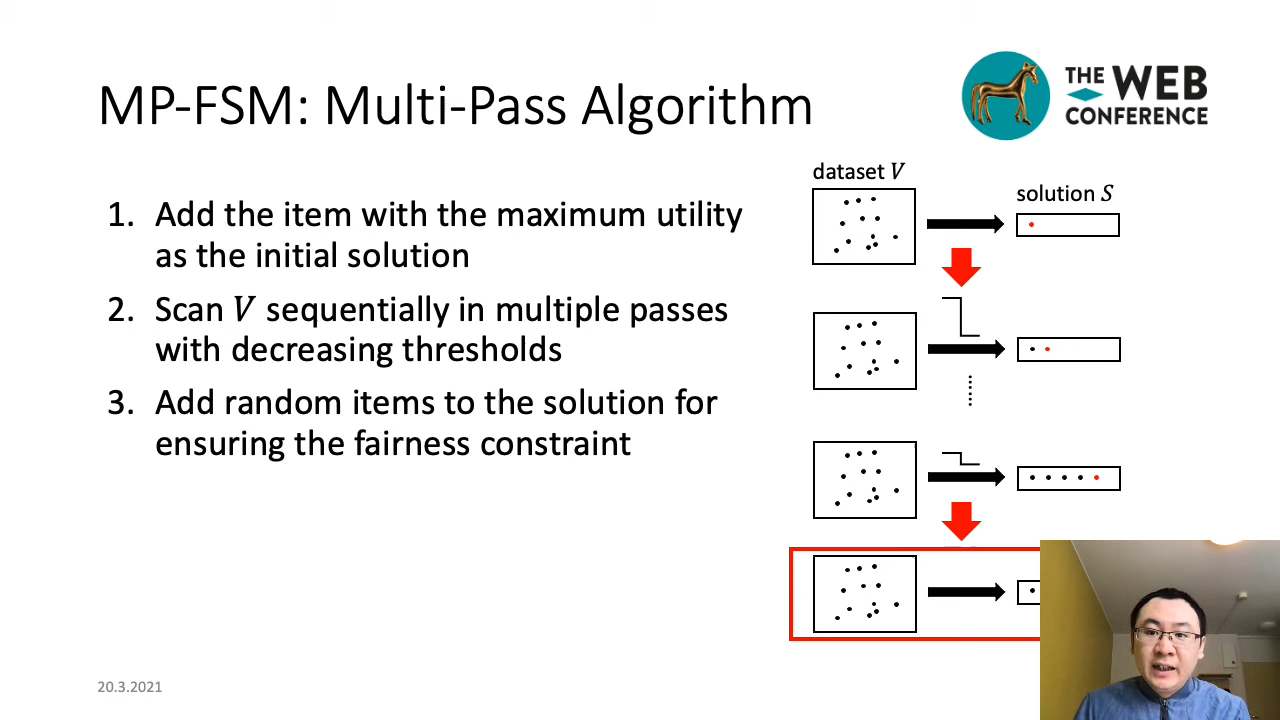 MP-FSM: Multi-Pass Algorithm
THE WEB
CONFERENCE
1. Add the item with the maximum utility
as the initial solution
2. Scan V sequentially in multiple passes
with decreasing thresholds
3. Add random items to the solution for
ensuring the fairness constraint
dataset V
solution S
20.3.2021